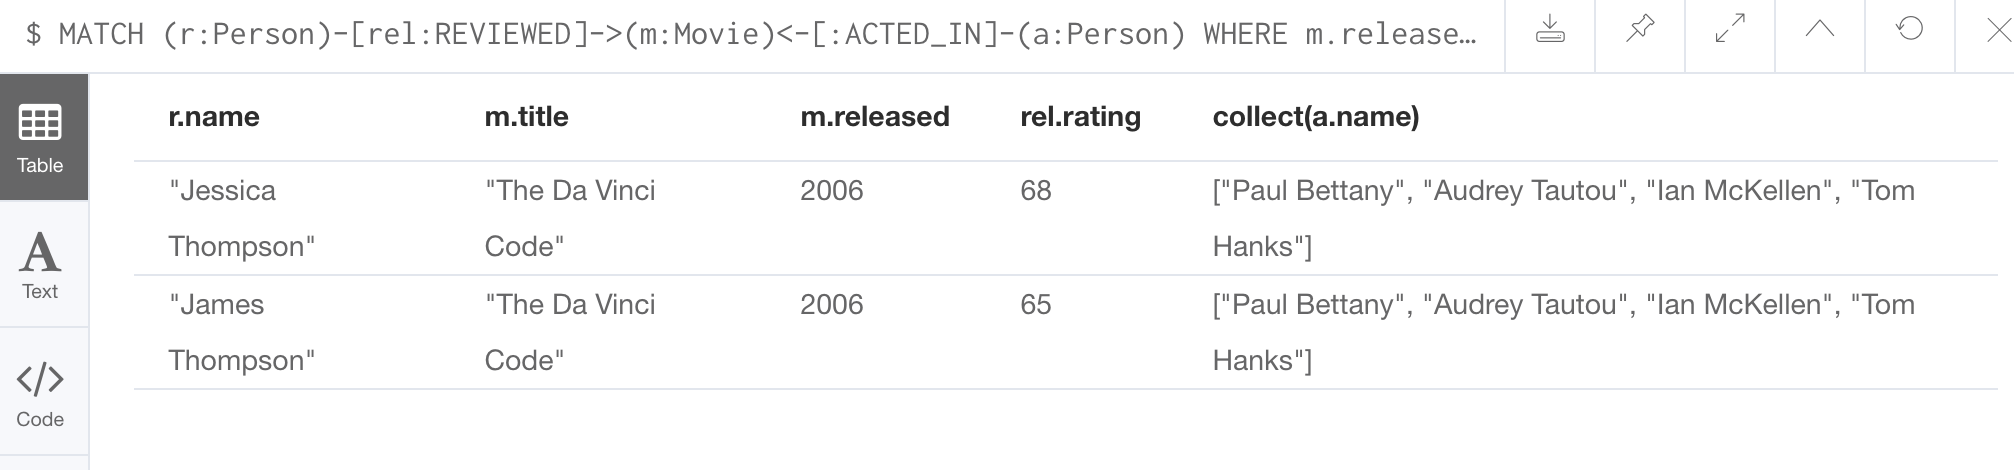 $ MATCH (r:Person)-[rel:REVIEWED]->(m:Movie)<-[:ACTED_IN]-(a:Person) WHERE m.release…
Table
Text
Code
r.name m.title m.released rel.rating collect(a.name)
"Jessica "The Da Vinci 2006 68 ["Paul Bettany", "Audrey Tautou", "Ian McKellen", "Tom
Thompson" Code" Hanks"]
"James "The Da Vinci 2006 65 ["Paul Bettany", "Audrey Tautou", "Ian McKellen", "Tom
Thompson" Code" Hanks"]